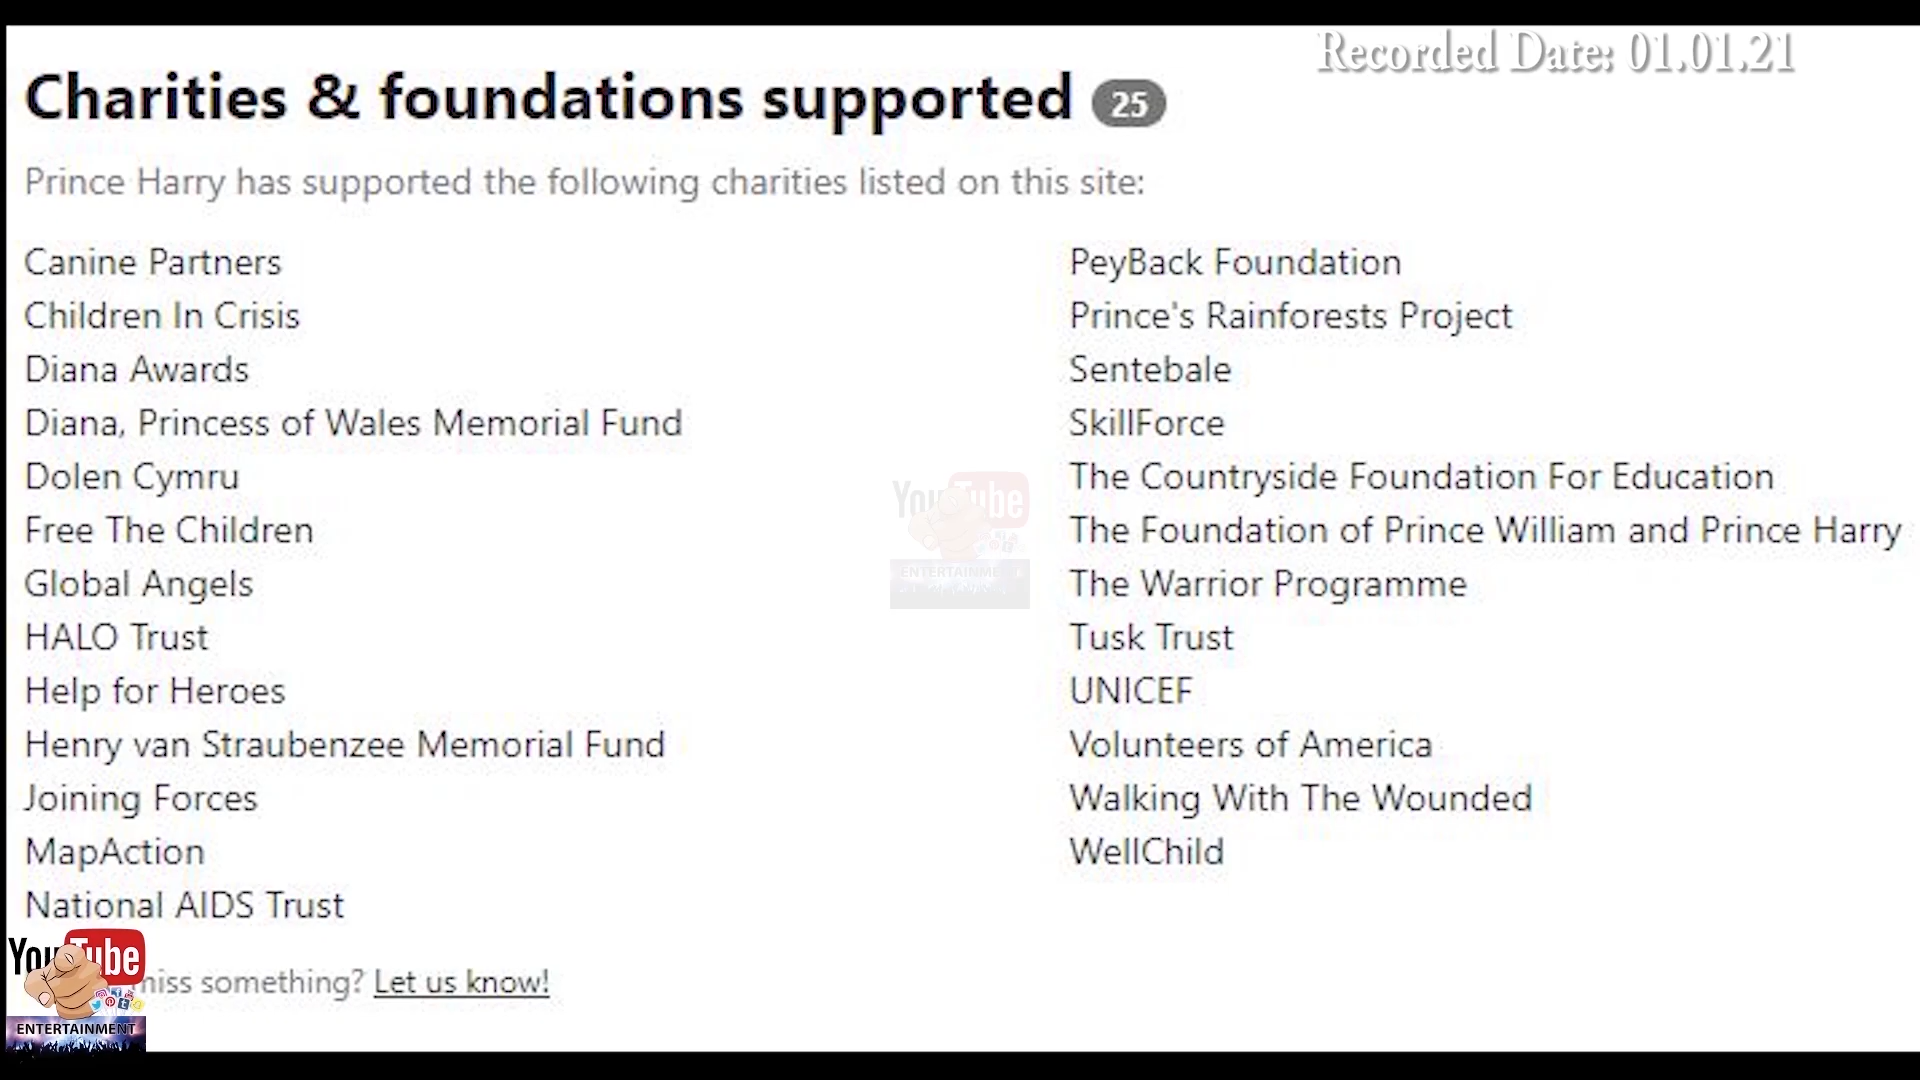 Recorded Date: 01.01.21
Charities & foundations supported 25
Prince Harry has supported the following charities listed on this site:
Canine Partners
Children In Crisis
Diana Awards
Diana, Princess of Wales Memorial Fund
Dolen Cymru
Free The Children
Global Angels
HALO Trust
Help for Heroes
Henry van Straubenzee Memorial Fund
Joining Forces
MapAction
National AIDS Trust
PeyBack Foundation
Prince's Rainforests Project
Sentebale
SkillForce
The Countryside Foundation For Education
The Foundation of Prince William and Prince Harry
The Warrior Programme
Tusk Trust
UNICEF
Volunteers of America
Walking With The Wounded
WellChild
YouTube
ENTERTAINMENT
something? Let us know!
YouTube
ENTERTAINMENT